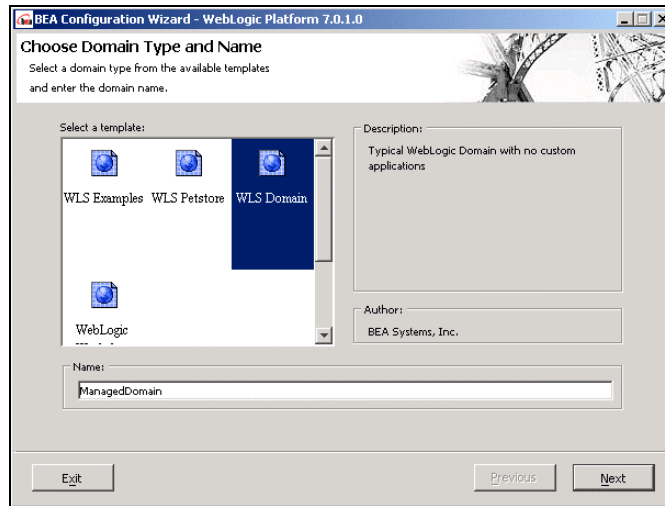 BEA Configuration Wizard - WebLogic Platform 7.0.1.0
Choose Domain Type and Name
Select a domain type from the available templates
and enter the domain name.
Select a template:
WLS Examples
WLS Petstore
WLS Domain
WebLogic
Description:
Typical WebLogic Domain with no custom
applications
Author:
BEA Systems, Inc.
Name:
ManagedDomain
Exit
Previous
Next